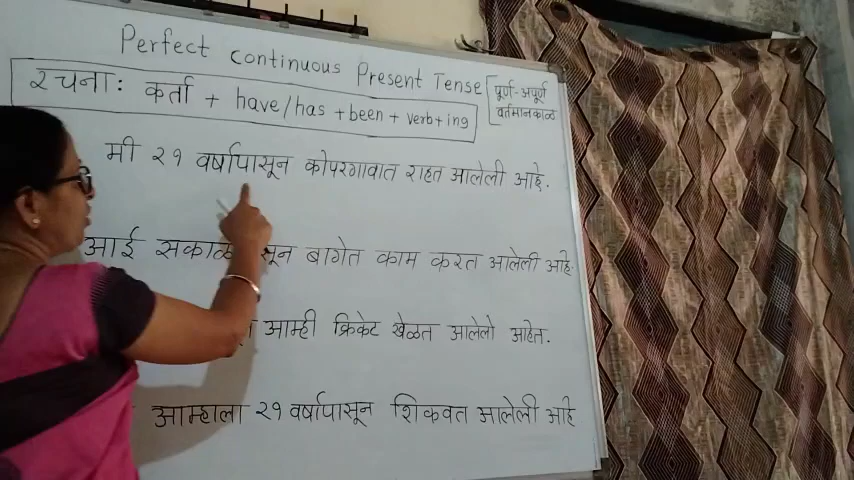 Perfect continuous Present Tense
[पूर्ण-अपूर्ण
वर्तमानकाळ
रचना: कर्ता + have/has + been + verb + ing
मी २१ वर्षापासून कोपरगावात राहत आलेली आहे.
आई बागेत काम करत आलेली आहे.
आम्ही क्रिकेट खेळत आलेलो आहेत.
आम्हाला २१ वर्षापासून शिकवत आलेली आहे